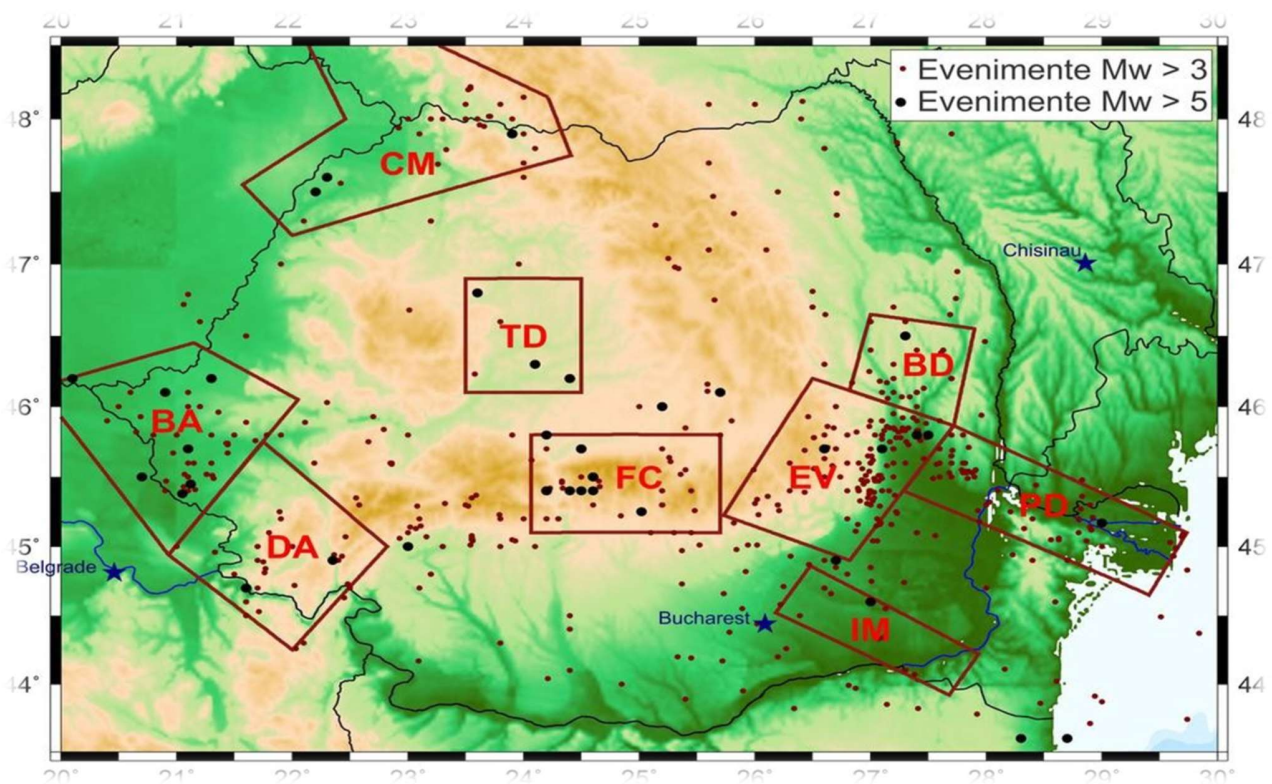 20 21 22 23 24 25 26 27 28 29 30
Evenimente Mw > 3
Evenimente Mw > 5
48° 48
CM
Chisinau
47° 47
TD
BD
46° 46
BA
FC
EV
PD
DA
45° 45
Belgrade
Bucharest
IM
44° 44
20° 21° 22° 23° 24° 25° 26° 27° 28° 29° 30